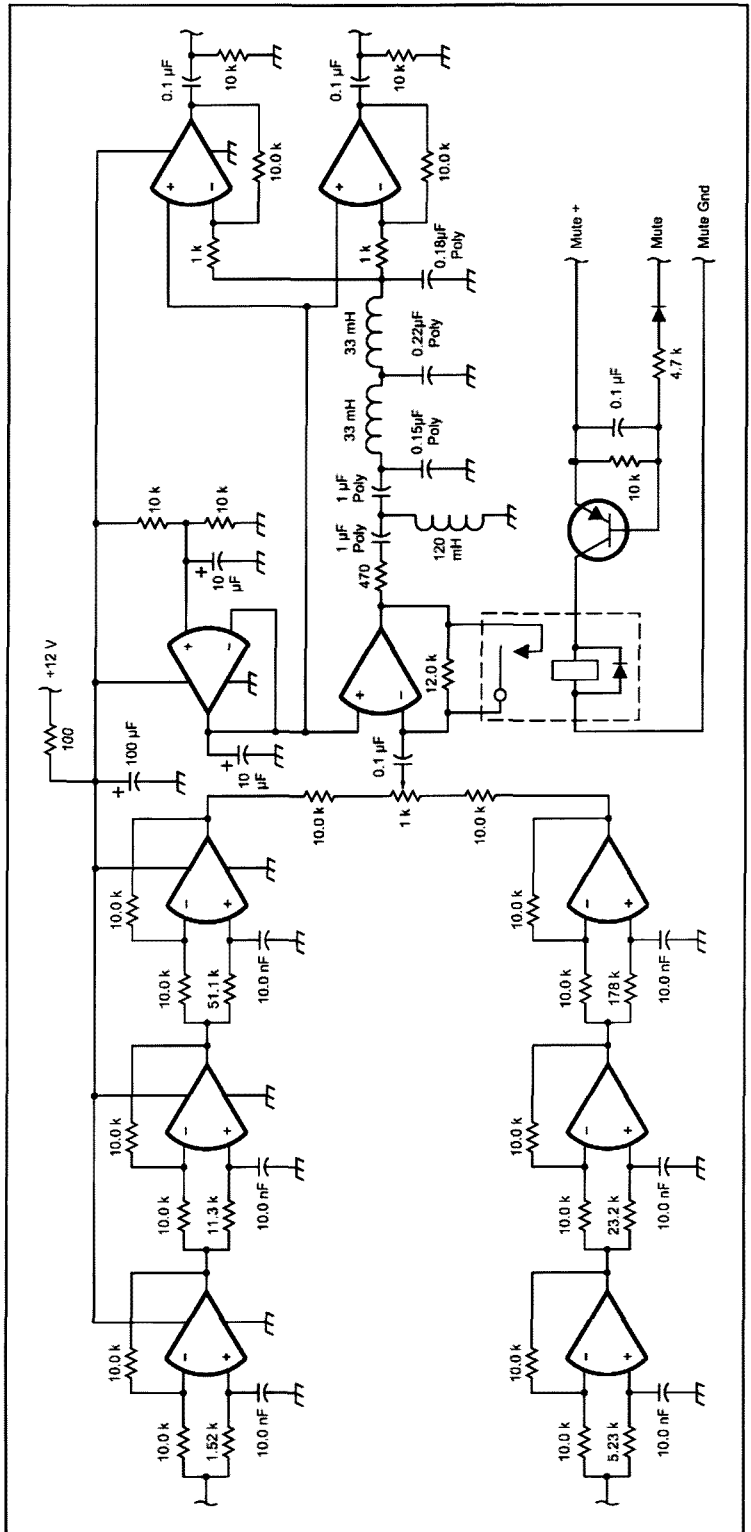 +12 V
100
+
100 µF
10.0 k
10.0 k
10.0 k
10.0 k
1.52 k
10.0 nF
−
+
10.0 k
11.3 k
10.0 nF
−
+
10.0 k
51.1 k
10.0 nF
−
+
+
10 µF
+
−
+
10 µF
10 k
10 k
1 k
+
−
10.0 k
0.1 µF
10 k
10.0 k
1 k
10.0 k
0.1 µF
+
−
12.0 k
470
1 µF Poly
1 µF Poly
120 mH
33 mH
33 mH
0.15µF Poly
0.22µF Poly
0.18µF Poly
1 k
+
−
10.0 k
0.1 µF
10 k
10.0 k
10.0 k
10.0 k
10.0 k
5.23 k
10.0 nF
−
+
10.0 k
23.2 k
10.0 nF
−
+
10.0 k
178 k
10.0 nF
−
+
10 k
0.1 µF
4.7 k
Mute +
Mute
Mute Gnd